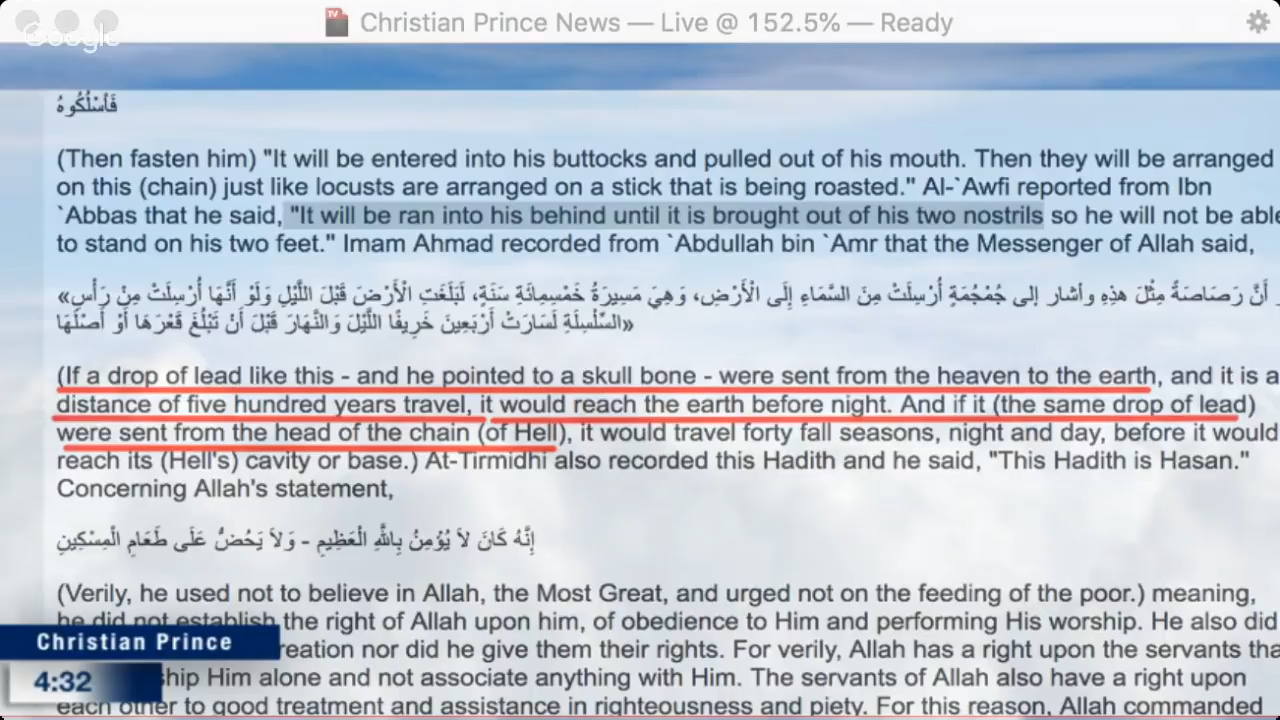 Christian Prince News — Live @ 152.5% — Ready
Google
فَاسْلُكُوهُ
(Then fasten him) "It will be entered into his buttocks and pulled out of his mouth. Then they will be arranged
on this (chain) just like locusts are arranged on a stick that is being roasted." Al-`Awfi reported from Ibn
`Abbas that he said, "It will be ran into his behind until it is brought out of his two nostrils so he will not be able
to stand on his two feet." Imam Ahmad recorded from `Abdullah bin `Amr that the Messenger of Allah said,
«أَنَّ رَصَاصَةً مِثْلَ هذِهِ وأشار إلى جُمْجُمَةٍ أُرْسِلَتْ مِنَ السَّمَاءِ إِلَى الْأَرْضِ، وَهِيَ مَسِيرَةُ خَمْسِمِائَةِ سَنَةٍ، لَبَلَغَتِ الْأَرْضَ قَبْلَ اللَّيْلِ وَلَوْ أَنَّهَا أُرْسِلَتْ مِنْ رَأْسِ
السِّلْسِلَةِ لَسَارَتْ أَرْبَعِينَ خَرِيفًا اللَّيْلَ وَالنَّهَارَ قَبْلَ أَنْ تَبْلُغَ قَعْرَهَا أَوْ أَصْلَهَا»
(If a drop of lead like this - and he pointed to a skull bone - were sent from the heaven to the earth, and it is a
distance of five hundred years travel, it would reach the earth before night. And if it (the same drop of lead)
were sent from the head of the chain (of Hell), it would travel forty fall seasons, night and day, before it would
reach its (Hell's) cavity or base.) At-Tirmidhi also recorded this Hadith and he said, "This Hadith is Hasan."
Concerning Allah's statement,
إِنَّهُ كَانَ لاَ يُؤْمِنُ بِاللَّهِ الْعَظِيمِ - وَلاَ يَحُضُّ عَلَى طَعَامِ الْمِسْكِينِ
(Verily, he used not to believe in Allah, the Most Great, and urged not on the feeding of the poor.) meaning,
he did not establish the right of Allah upon him, of obedience to Him and performing His worship. He also did
reation nor did he give them their rights. For verily, Allah has a right upon the servants tha
hip Him alone and not associate anything with Him. The servants of Allah also have a right upon
each other to good treatment and assistance in righteousness and piety. For this reason, Allah commanded
Christian Prince
4:32